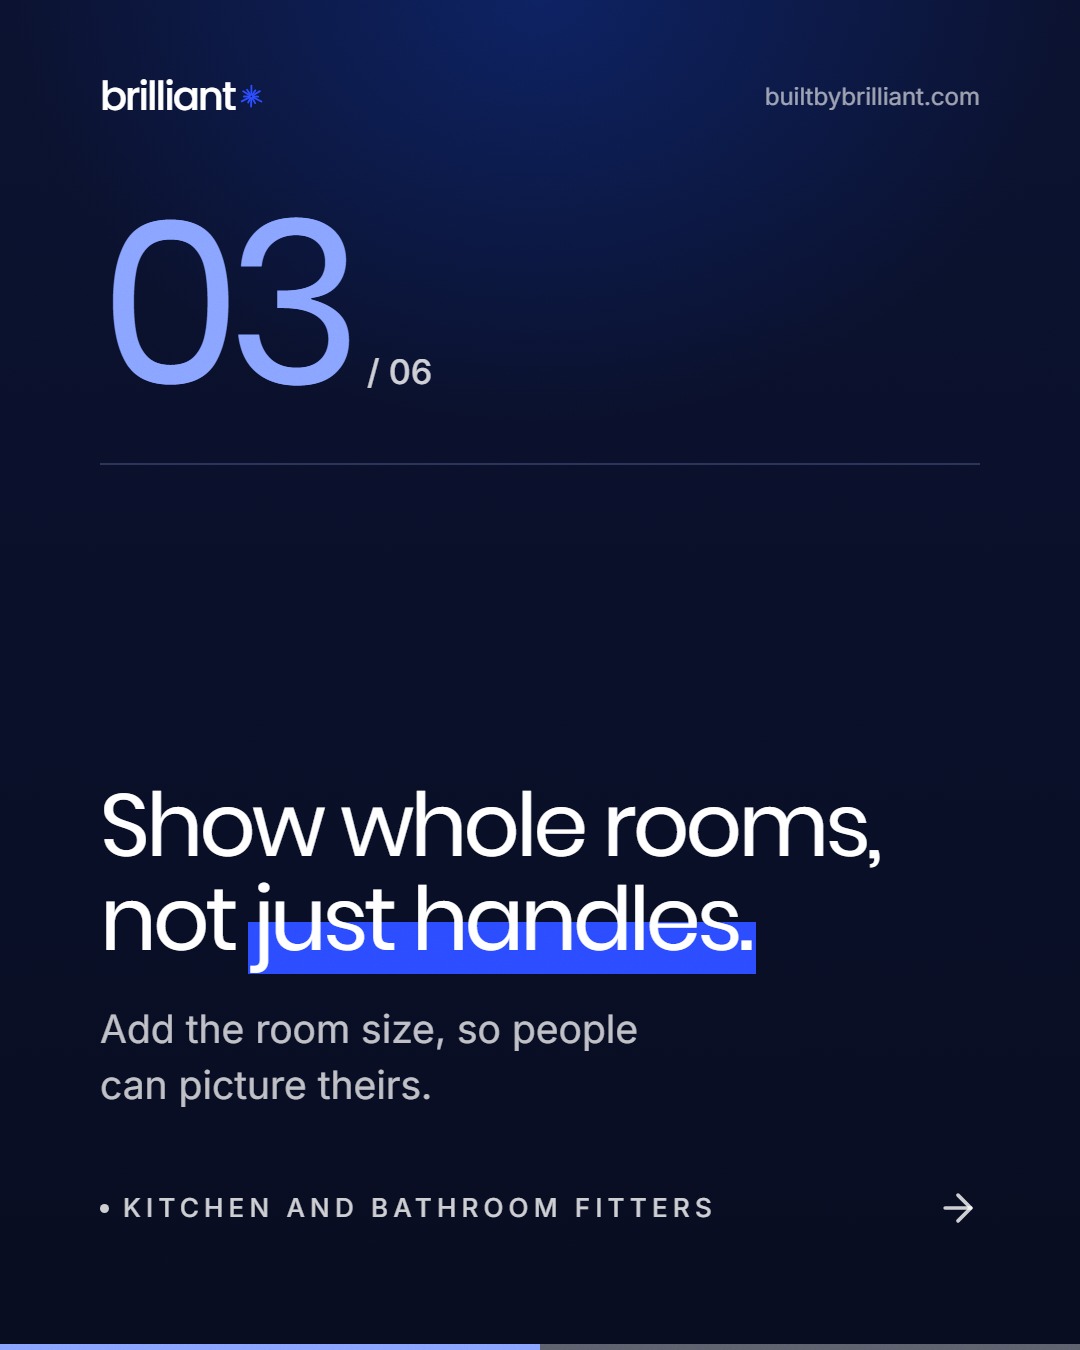 brilliant
builtbybrilliant.com
03 / 06
Show whole rooms,
not just handles.
Add the room size, so people
can picture theirs.
• KITCHEN AND BATHROOM FITTERS